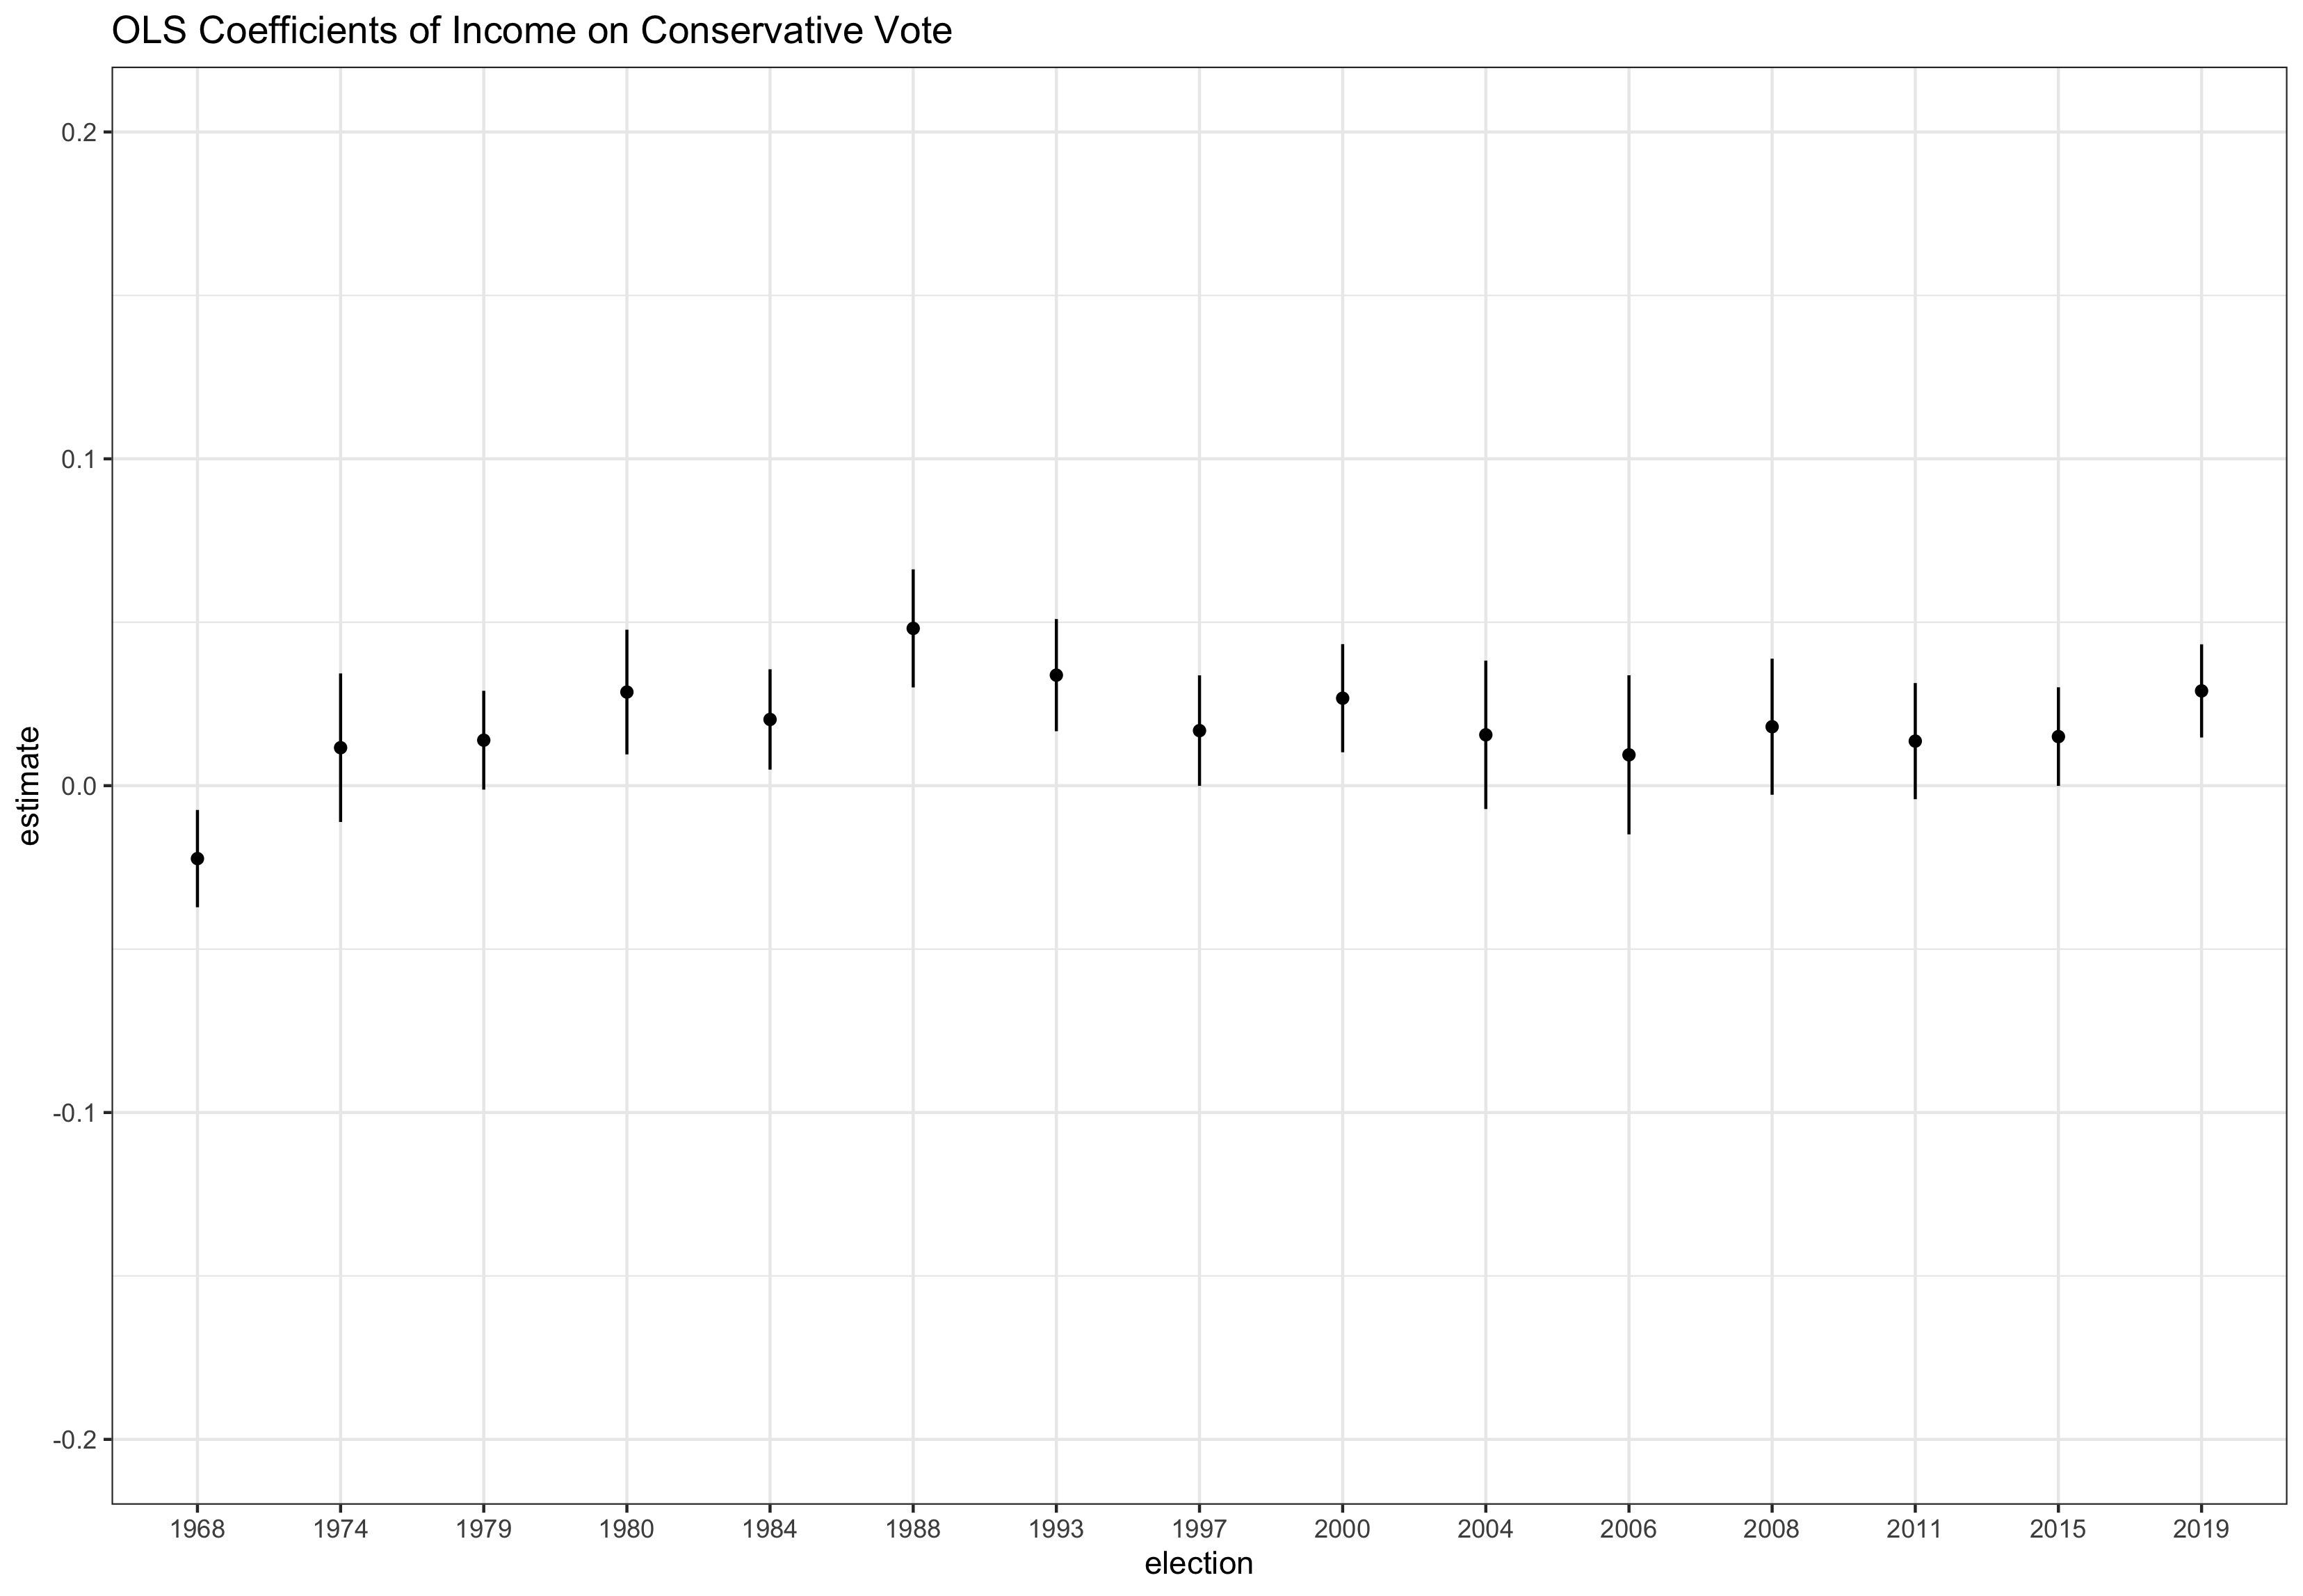 OLS Coefficients of Income on Conservative Vote
estimate
0.2
0.1
0.0
-0.1
-0.2
1968 1974 1979 1980 1984 1988 1993 1997 2000 2004 2006 2008 2011 2015 2019
election